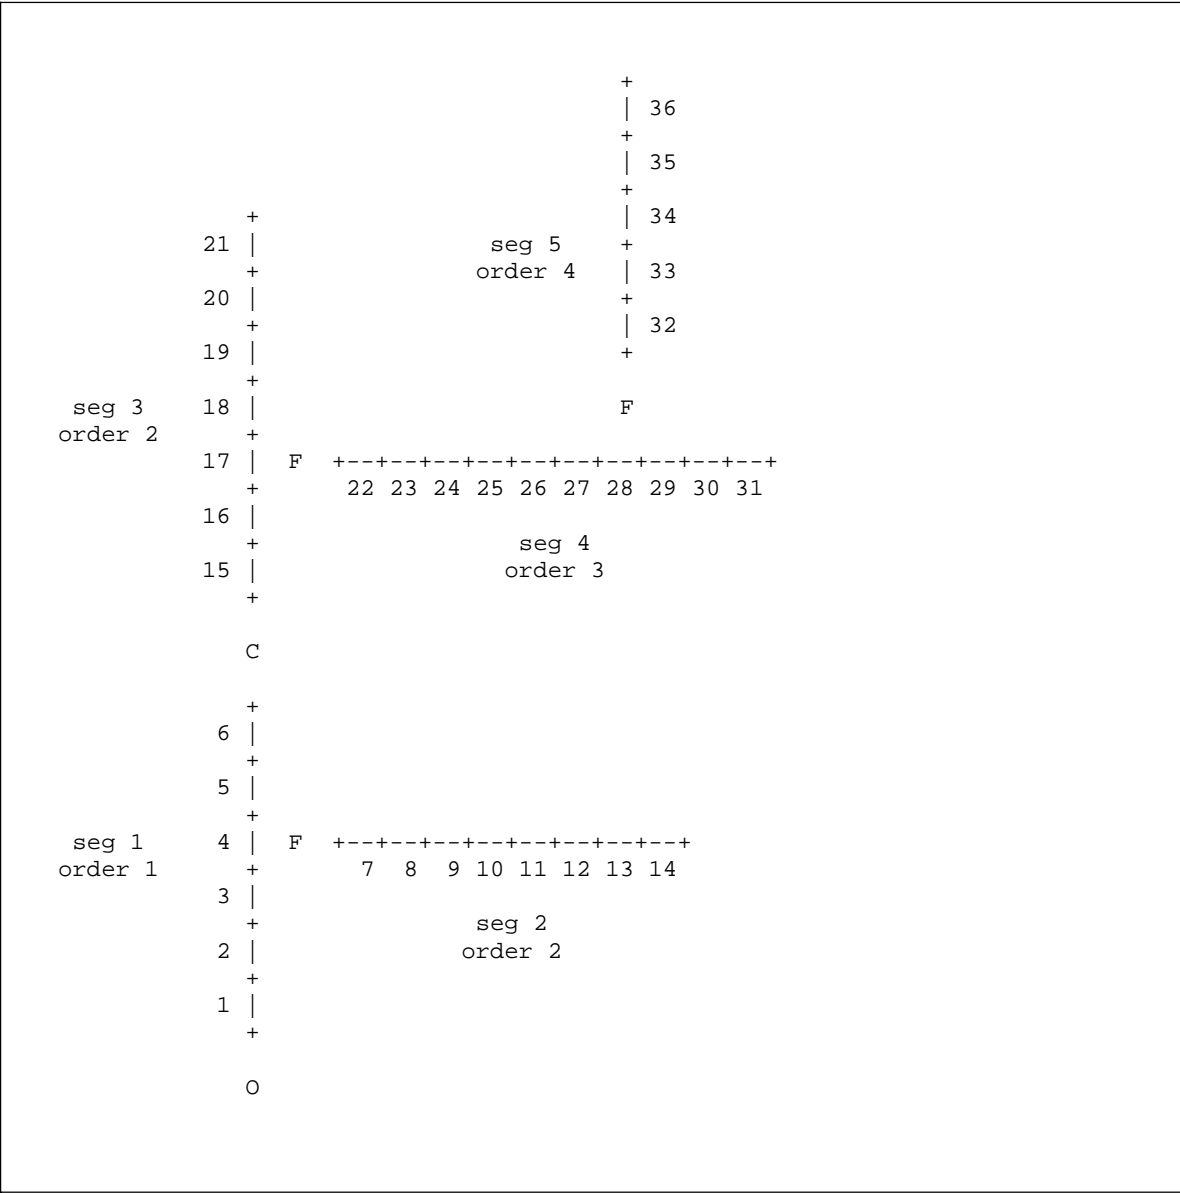 +
| 36
+
| 35
+
+ | 34
21 | seg 5 +
+ order 4 | 33
20 | +
+ | 32
19 | +
+
seg 3 18 | F
order 2 +
17 | F +--+--+--+--+--+--+--+--+--+--+
+ 22 23 24 25 26 27 28 29 30 31
16 |
+ seg 4
15 | order 3
+
C
+
6 |
+
5 |
+
seg 1 4 | F +--+--+--+--+--+--+--+--+
order 1 + 7 8 9 10 11 12 13 14
3 |
+ seg 2
2 | order 2
+
1 |
+
O